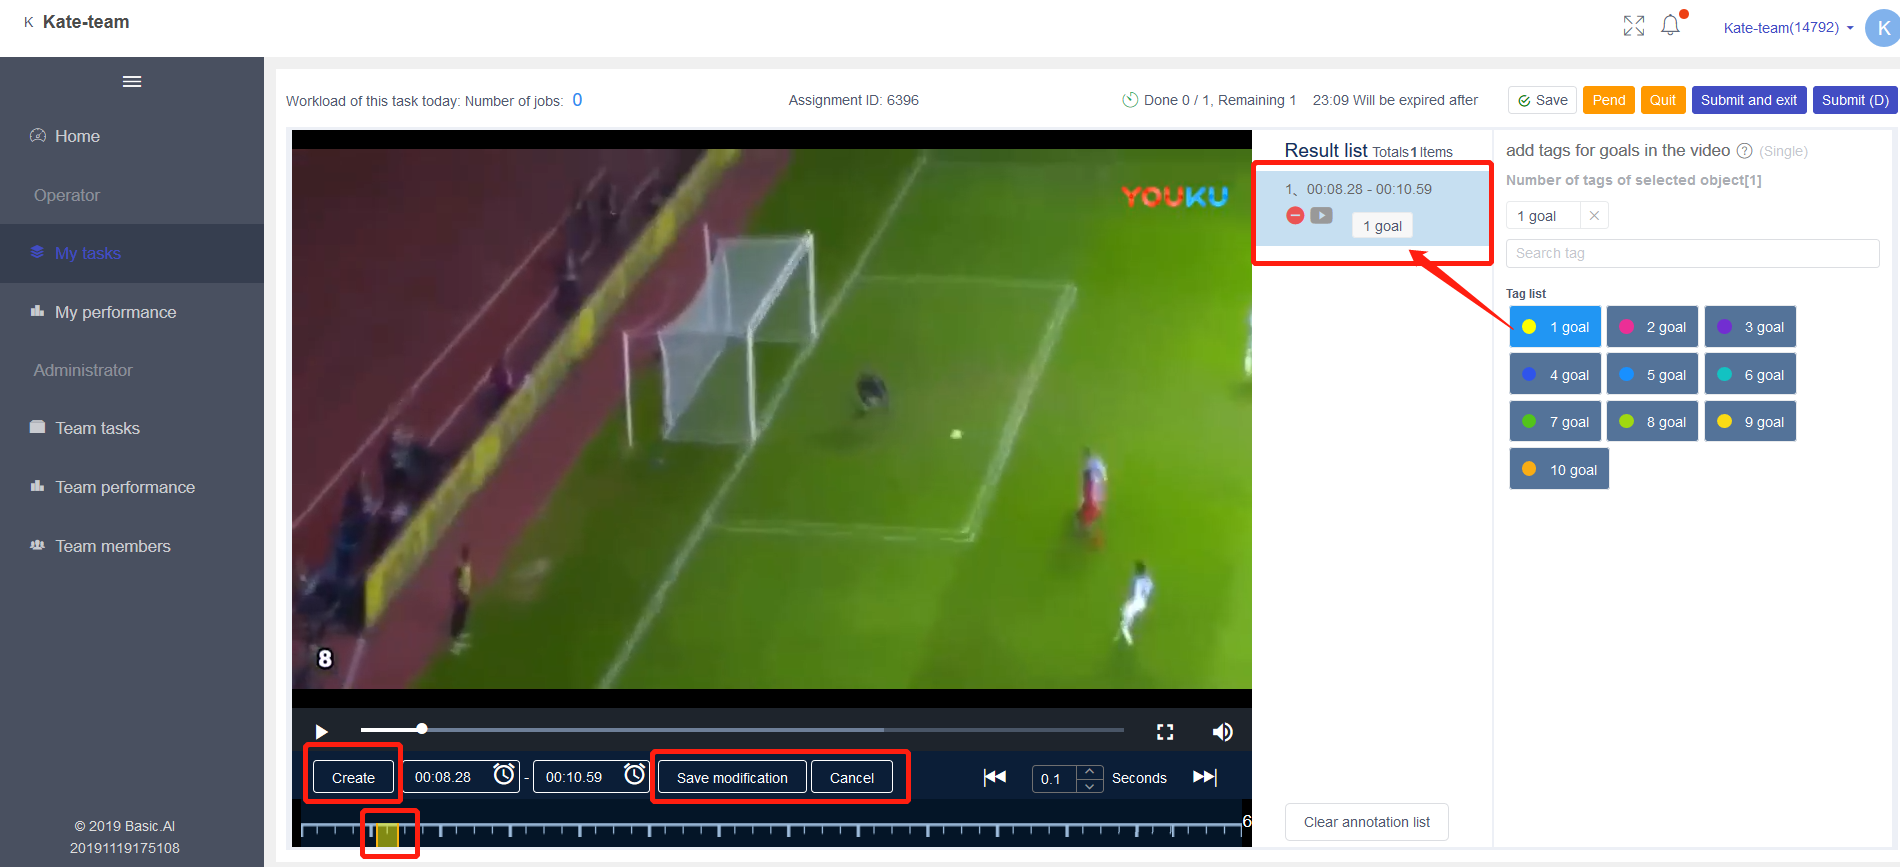 K Kate-team
Kate-team(14792)
K
Home
Operator
My tasks
My performance
Administrator
Team tasks
Team performance
Team members
© 2019 Basic.AI
20191119175108
Workload of this task today: Number of jobs: 0
Assignment ID: 6396
Done 0 / 1, Remaining 1
23:09 Will be expired after
Save
Pend
Quit
Submit and exit
Submit (D)
YOUKU
8
Create
00:08.28
-
00:10.59
Save modification
Cancel
0.1
Seconds
6
Result list Totals1Items
1、00:08.28 - 00:10.59
1 goal
Clear annotation list
add tags for goals in the video ? (Single)
Number of tags of selected object[1]
1 goal
Search tag
Tag list
1 goal
2 goal
3 goal
4 goal
5 goal
6 goal
7 goal
8 goal
9 goal
10 goal